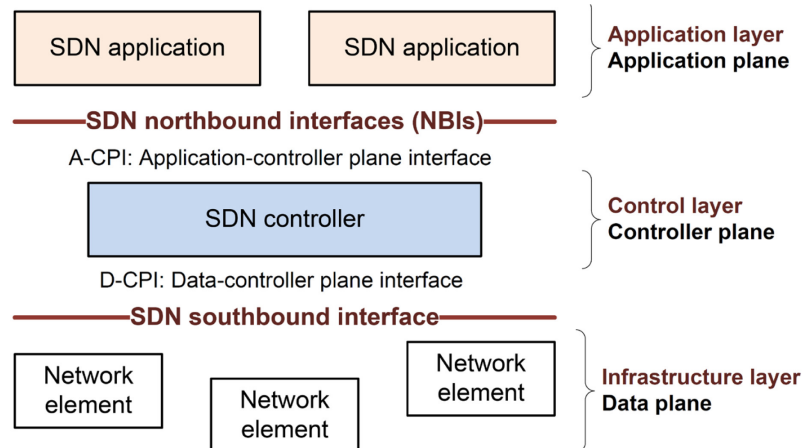 SDN application
SDN application
Application layer
Application plane
SDN northbound interfaces (NBIs)
A-CPI: Application-controller plane interface
SDN controller
Control layer
Controller plane
D-CPI: Data-controller plane interface
SDN southbound interface
Network
element
Network
element
Network
element
Infrastructure layer
Data plane